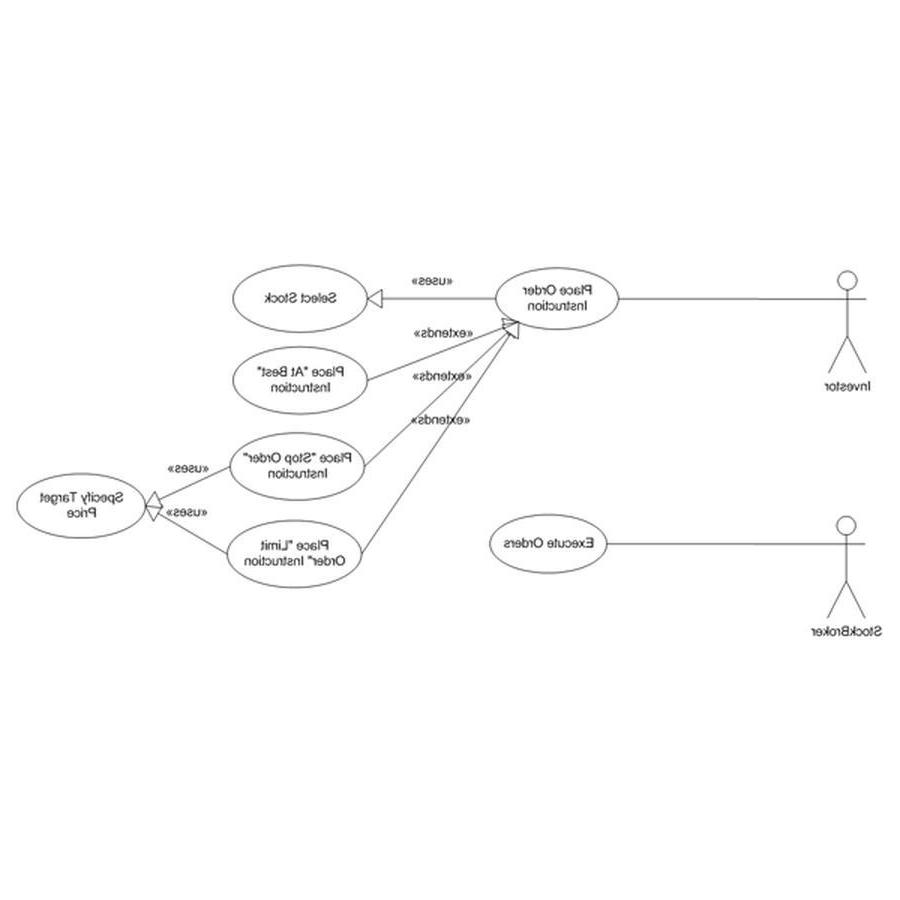 «uses»
Place Order
Instruction
Select Stock
«extends»
Place "At Best"
Instruction
«extends»
Investor
«extends»
Place "Stop Order"
Instruction
«uses»
Specify Target
Price
«uses»
Place "Limit
Order" Instruction
Execute Orders
StockBroker